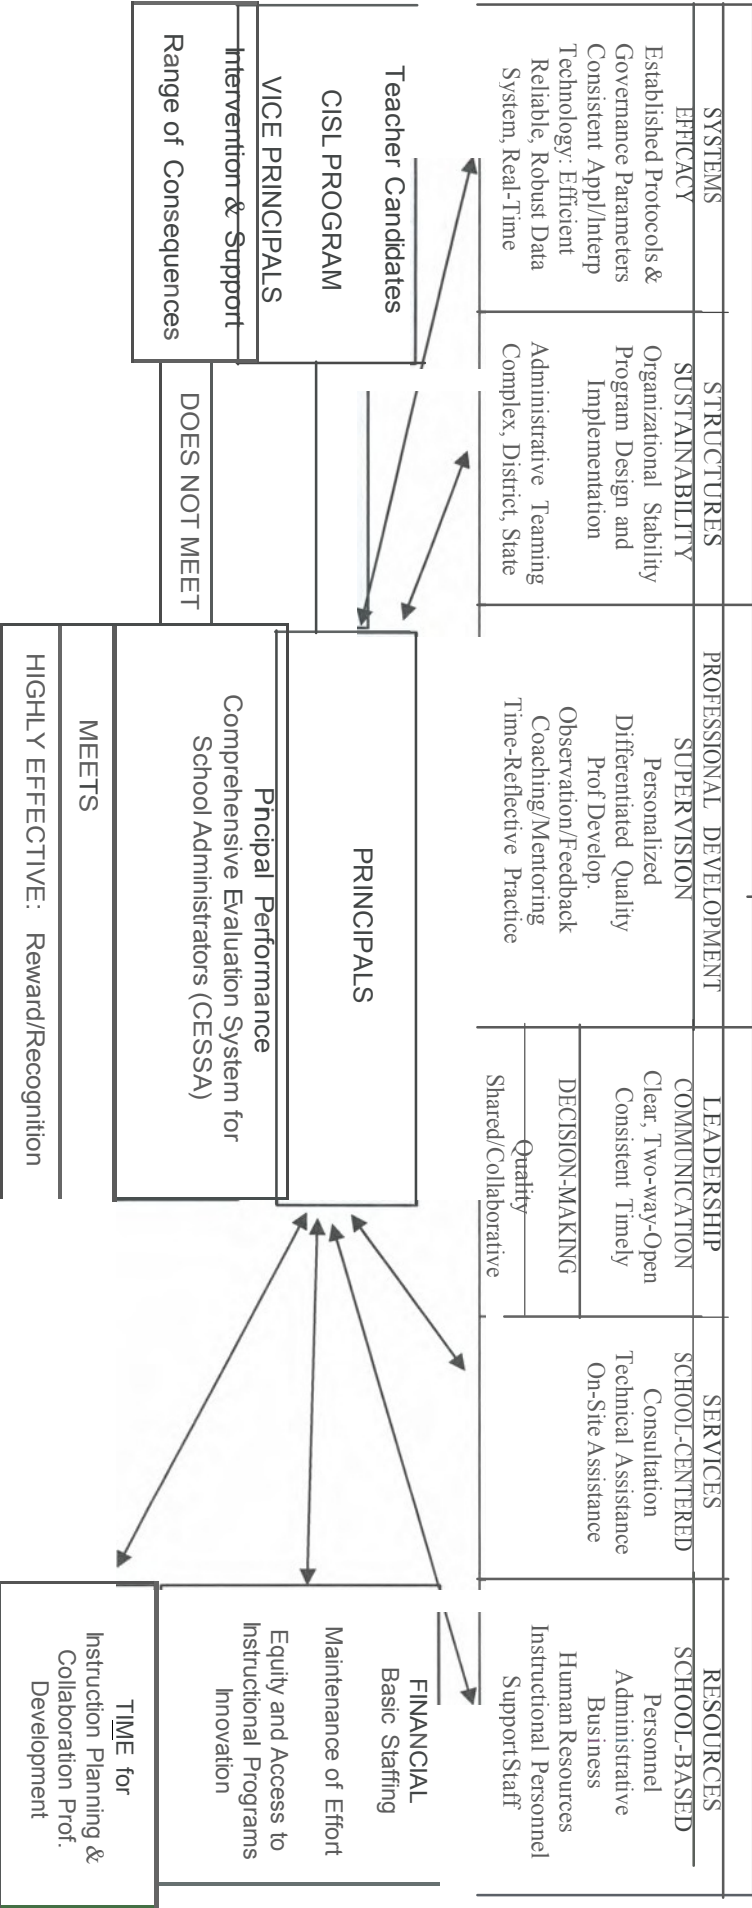 SYSTEMS
EFFICACY
Established Protocols &
Governance Parameters
Consistent Appl/Interp
Technology: Efficient
Reliable, Robust Data
System, Real-Time
STRUCTURES
SUSTAINABILITY
Organizational Stability
Program Design and
Implementation
Administrative Teaming
Complex, District, State
PROFESSIONAL DEVELOPMENT
SUPERVISION
Personalized
Differentiated Quality
Prof Develop.
Observation/Feedback
Coaching/Mentoring
Time-Reflective Practice
LEADERSHIP
COMMUNICATION
Clear, Two-way-Open
Consistent Timely
DECISION-MAKING
Quality
Shared/Collaborative
SERVICES
SCHOOL-CENTERED
Consultation
Technical Assistance
On-Site Assistance
RESOURCES
SCHOOL-BASED
Personnel
Administrative
Business
Human Resources
Instructional Personnel
Support Staff
Teacher Candidates
CISL PROGRAM
VICE PRINCIPALS
Intervention & Support
Range of Consequences
DOES NOT MEET
PRINCIPALS
Pincipal Performance
Comprehensive Evaluation System for
School Administrators (CESSA)
MEETS
HIGHLY EFFECTIVE: Reward/Recognition
FINANCIAL
Basic Staffing
Maintenance of Effort
Equity and Access to
Instructional Programs
Innovation
TIME for
Instruction Planning &
Collaboration Prof.
Development